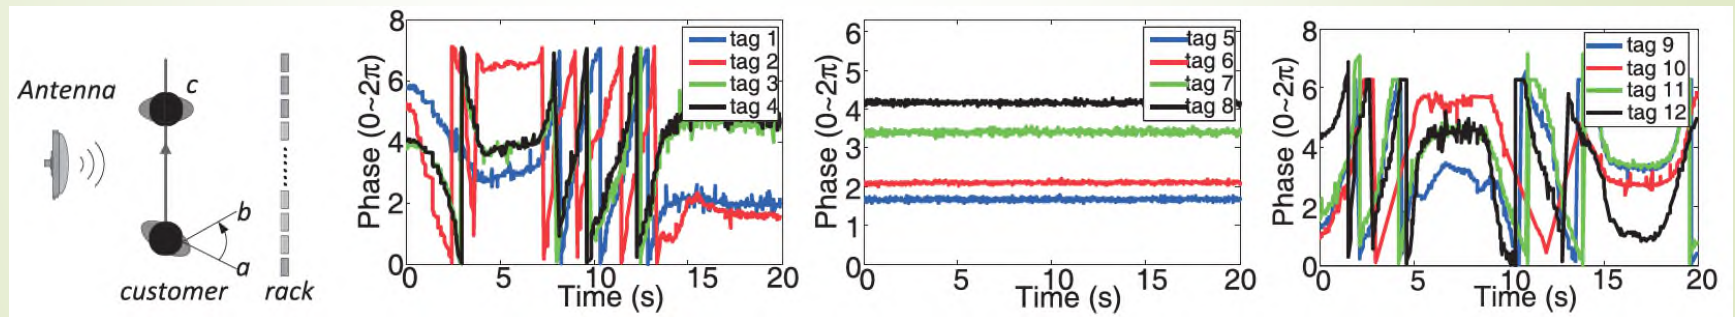 Antenna
c
b
a
customer
rack
Phase (0~2π)
8
6
4
2
0
tag 1
tag 2
tag 3
tag 4
0
5
10
15
20
Time (s)
Phase (0~2π)
6
5
4
3
2
1
0
tag 5
tag 6
tag 7
tag 8
0
5
10
15
20
Time (s)
Phase (0~2π)
8
6
4
2
0
tag 9
tag 10
tag 11
tag 12
0
5
10
15
20
Time (s)